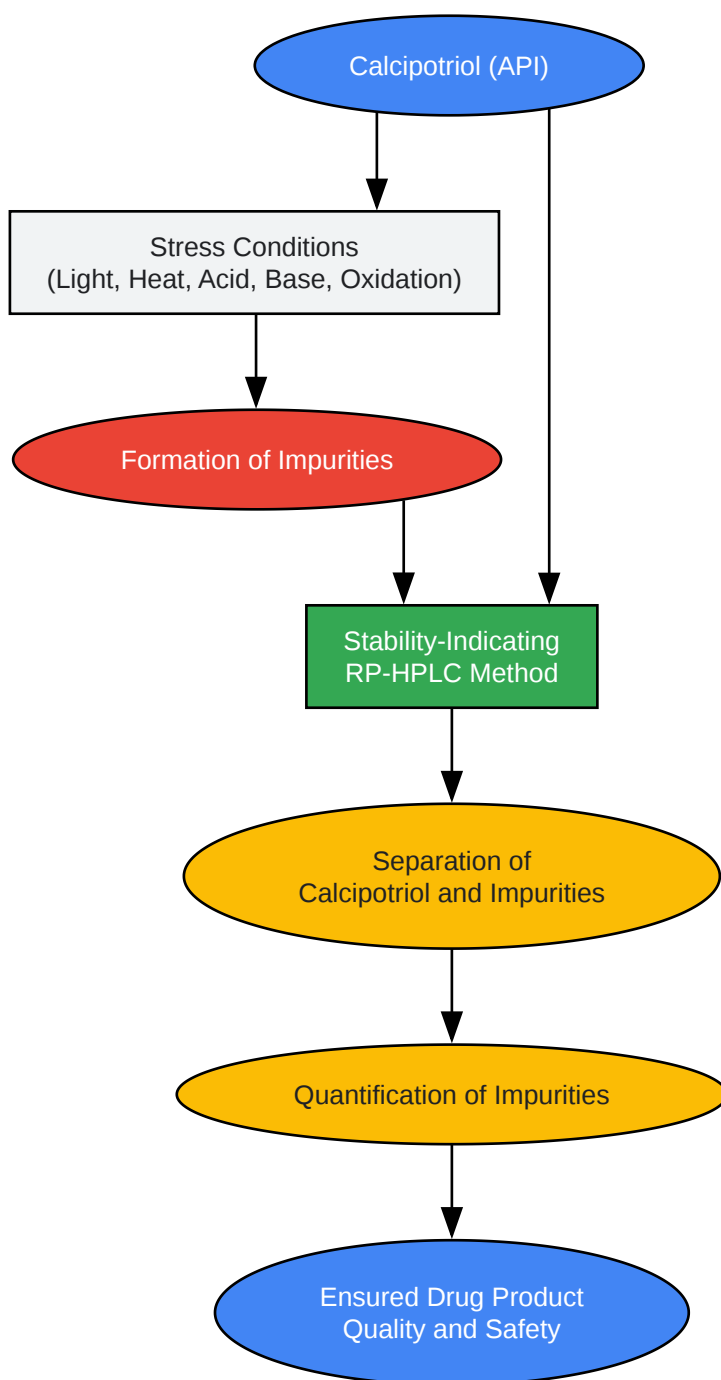 Calcipotriol (API)
Stress Conditions
(Light, Heat, Acid, Base, Oxidation)
Formation of Impurities
Stability-Indicating
RP-HPLC Method
Separation of
Calcipotriol and Impurities
Quantification of Impurities
Ensured Drug Product
Quality and Safety